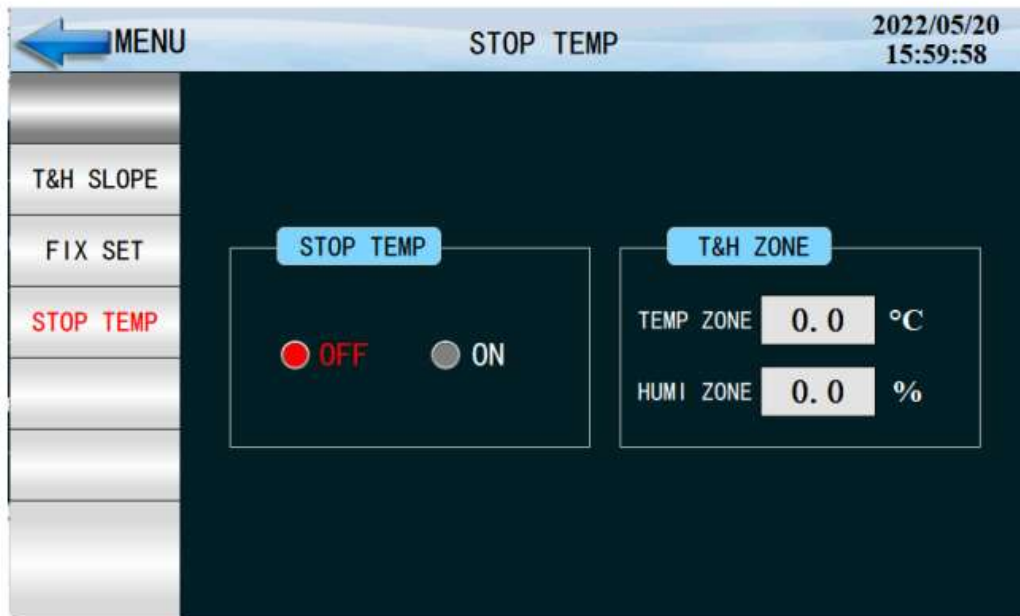 MENU
STOP TEMP
2022/05/20
15:59:58
T&H SLOPE
FIX SET
STOP TEMP
STOP TEMP
OFF
ON
T&H ZONE
TEMP ZONE 0.0 °C
HUMI ZONE 0.0 %